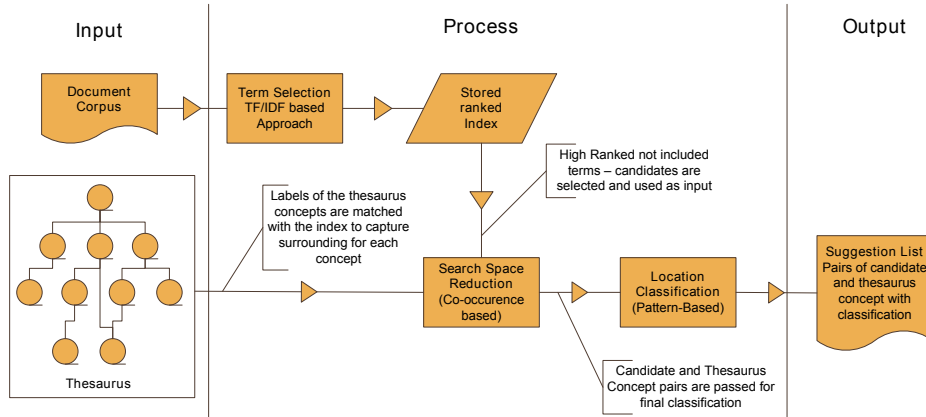 Input
Process
Output
Document
Corpus
Term Selection
TF/IDF based
Approach
Stored
ranked
Index
High Ranked not included
terms – candidates are
selected and used as input
Labels of the thesaurus
concepts are matched
with the index to capture
surrounding for each
concept
Search Space
Reduction
(Co-occurence
based)
Location
Classification
(Pattern-Based)
Suggestion List
Pairs of candidate
and thesaurus
concept with
classification
Candidate and Thesaurus
Concept pairs are passed for
final classification
Thesaurus